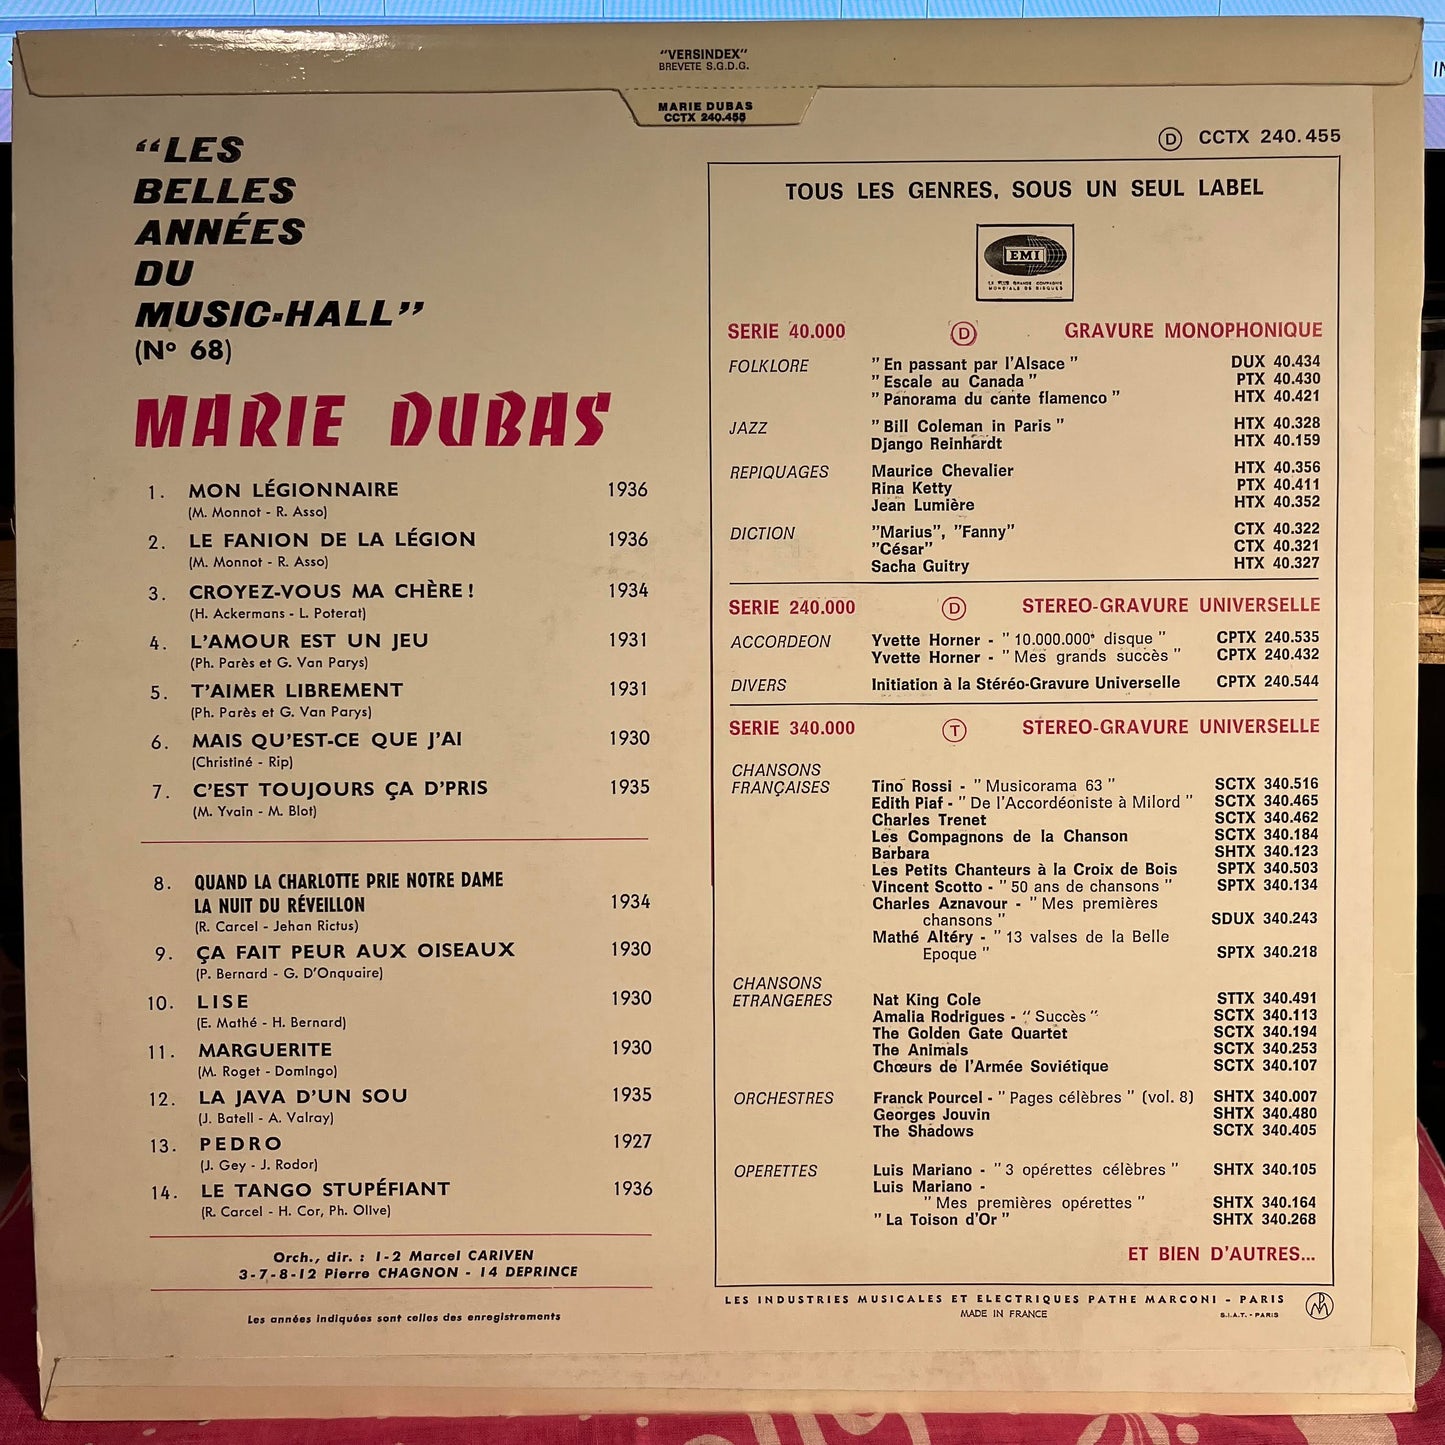 "VERSINDEX"
BREVETE S.G.D.G.
MARIE DUBAS
CCTX 240.455
"LES
BELLES
ANNÉES
DU
MUSIC-HALL"
(N° 68)
MARIE DUBAS
1. MON LÉGIONNAIRE 1936
(M. Monnot - R. Asso)
2. LE FANION DE LA LÉGION 1936
(M. Monnot - R. Asso)
3. CROYEZ-VOUS MA CHÈRE! 1934
(H. Ackermans - L. Poterat)
4. L'AMOUR EST UN JEU 1931
(Ph. Parès et G. Van Parys)
5. T'AIMER LIBREMENT 1931
(Ph. Parès et G. Van Parys)
6. MAIS QU'EST-CE QUE J'AI 1930
(Christiné - Rip)
7. C'EST TOUJOURS ÇA D'PRIS 1935
(M. Yvain - M. Blot)
8. QUAND LA CHARLOTTE PRIE NOTRE DAME
LA NUIT DU RÉVEILLON 1934
(R. Carcel - Jehan Rictus)
9. ÇA FAIT PEUR AUX OISEAUX 1930
(P. Bernard - G. D'Onquaire)
10. LISE 1930
(E. Mathé - H. Bernard)
11. MARGUERITE 1930
(M. Roget - Domingo)
12. LA JAVA D'UN SOU 1935
(J. Batell - A. Valray)
13. PEDRO 1927
(J. Gey - J. Rodor)
14. LE TANGO STUPÉFIANT 1936
(R. Carcel - H. Cor, Ph. Olive)
Orch., dir. : 1-2 Marcel CARIVEN
3-7-8-12 Pierre CHAGNON - 14 DEPRINCE
Les années indiquées sont celles des enregistrements
D CCTX 240.455
TOUS LES GENRES, SOUS UN SEUL LABEL
EMI
LA PLUS GRANDE COMPAGNIE
MONDIALE DE DISQUES
SERIE 40.000 D GRAVURE MONOPHONIQUE
FOLKLORE "En passant par l'Alsace" DUX 40.434
"Escale au Canada" PTX 40.430
"Panorama du cante flamenco" HTX 40.421
JAZZ "Bill Coleman in Paris" HTX 40.328
Django Reinhardt HTX 40.159
REPIQUAGES Maurice Chevalier HTX 40.356
Rina Ketty PTX 40.411
Jean Lumière HTX 40.352
DICTION "Marius", "Fanny" CTX 40.322
"César" CTX 40.321
Sacha Guitry HTX 40.327
SERIE 240.000 D STEREO-GRAVURE UNIVERSELLE
ACCORDEON Yvette Horner - "10.000.000e disque" CPTX 240.535
Yvette Horner - "Mes grands succès" CPTX 240.432
DIVERS Initiation à la Stéréo-Gravure Universelle CPTX 240.544
SERIE 340.000 T STEREO-GRAVURE UNIVERSELLE
CHANSONS
FRANÇAISES Tino Rossi - "Musicorama 63" SCTX 340.516
Edith Piaf - "De l'Accordéoniste à Milord" SCTX 340.465
Charles Trenet SCTX 340.462
Les Compagnons de la Chanson SCTX 340.184
Barbara SHTX 340.123
Les Petits Chanteurs à la Croix de Bois SPTX 340.503
Vincent Scotto - "50 ans de chansons" SPTX 340.134
Charles Aznavour - "Mes premières
chansons" SDUX 340.243
Mathé Altéry - "13 valses de la Belle
Epoque" SPTX 340.218
CHANSONS
ETRANGERES Nat King Cole STTX 340.491
Amalia Rodrigues - "Succès" SCTX 340.113
The Golden Gate Quartet SCTX 340.194
The Animals SCTX 340.253
Chœurs de l'Armée Soviétique SCTX 340.107
ORCHESTRES Franck Pourcel - "Pages célèbres" (vol. 8) SHTX 340.007
Georges Jouvin SHTX 340.480
The Shadows SCTX 340.405
OPERETTES Luis Mariano - "3 opérettes célèbres" SHTX 340.105
Luis Mariano -
"Mes premières opérettes" SHTX 340.164
"La Toison d'Or" SHTX 340.268
ET BIEN D'AUTRES...
LES INDUSTRIES MUSICALES ET ELECTRIQUES PATHE MARCONI - PARIS
MADE IN FRANCE
S.I.A.T. - PARIS